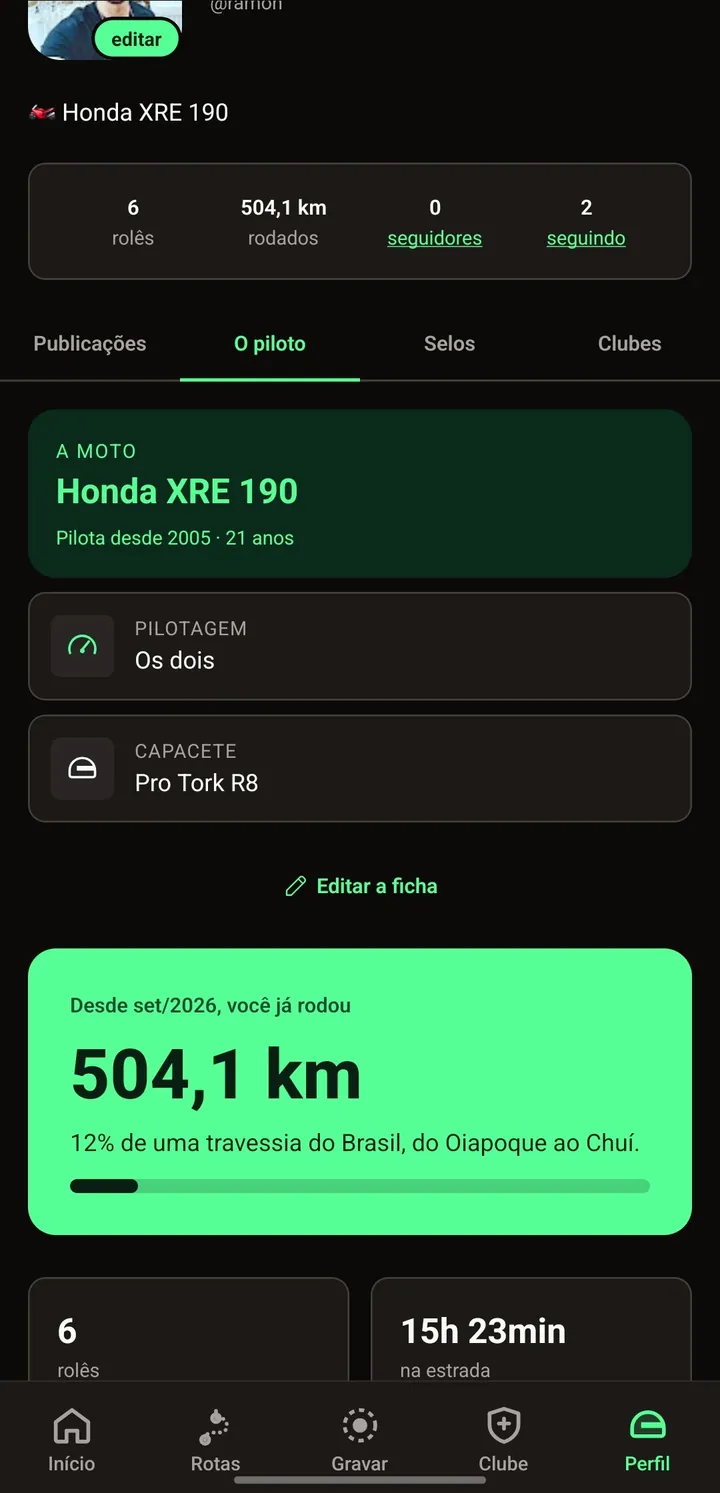 @ramon
editar
Honda XRE 190
6
rolês
504,1 km
rodados
0
seguidores
2
seguindo
Publicações
O piloto
Selos
Clubes
A MOTO
Honda XRE 190
Pilota desde 2005 · 21 anos
PILOTAGEM
Os dois
CAPACETE
Pro Tork R8
Editar a ficha
Desde set/2026, você já rodou
504,1 km
12% de uma travessia do Brasil, do Oiapoque ao Chuí.
6
rolês
15h 23min
na estrada
Início
Rotas
Gravar
Clube
Perfil